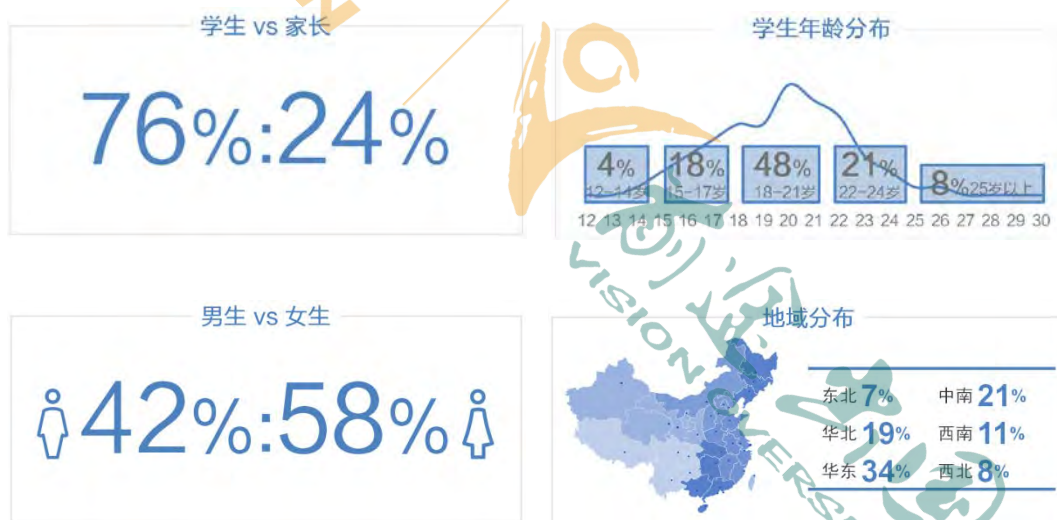 学生 vs 家长
76%:24%
学生年龄分布
4%
12-14岁
18%
15-17岁
48%
18-21岁
21%
22-24岁
8%25岁以上
12 13 14 15 16 17 18 19 20 21 22 23 24 25 26 27 28 29 30
男生 vs 女生
42%:58%
地域分布
东北 7% 中南 21%
华北 19% 西南 11%
华东 34% 西北 8%
VISION OVERSE